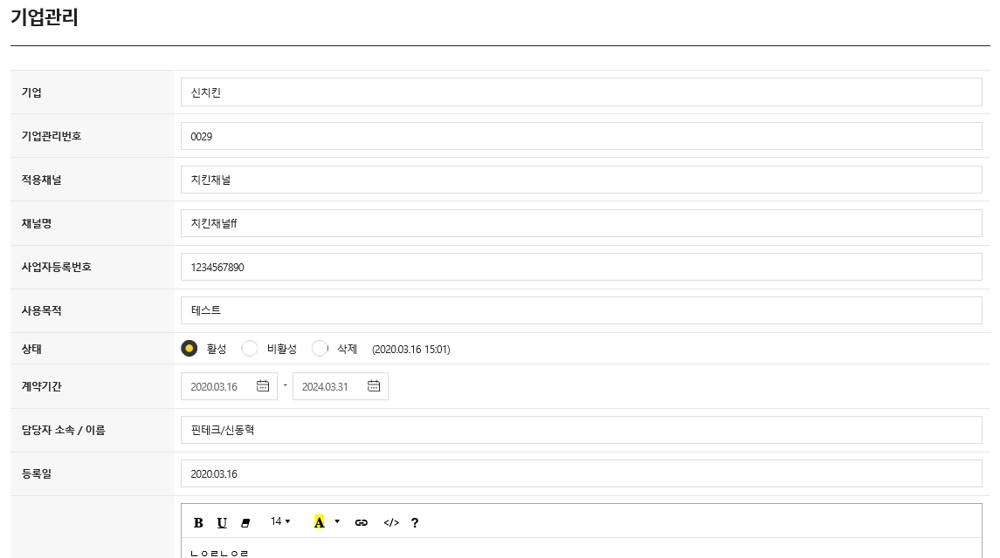 기업관리
기업 신치킨
기업관리번호 0029
적용채널 치킨채널
채널명 치킨채널ff
사업자등록번호 1234567890
사용목적 테스트
상태 활성 비활성 삭제 (2020.03.16 15:01)
계약기간 2020.03.16 - 2024.03.31
담당자 소속 / 이름 핀테크/신동혁
등록일 2020.03.16
B U 14 A </> ?
ㄴㅇㄹㄴㅇㄹ